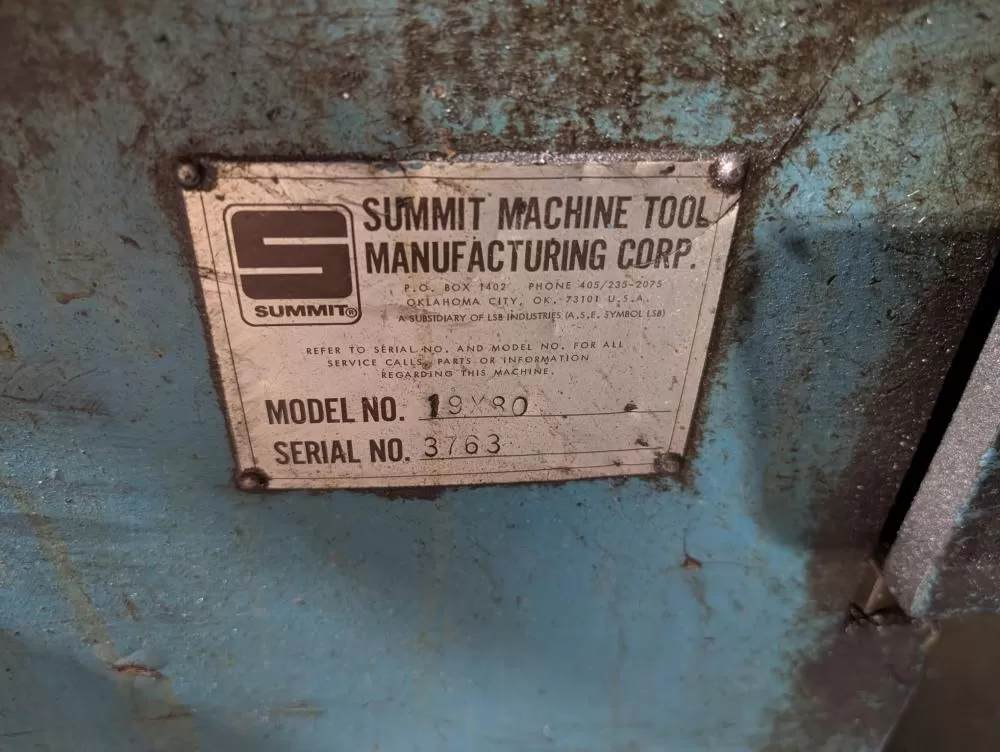 SUMMIT MACHINE TOOL
MANUFACTURING CORP.
P.O. BOX 1402 PHONE 405/235-2075
OKLAHOMA CITY, OK. 73101 U.S.A.
A SUBSIDIARY OF LSB INDUSTRIES (A.S.E. SYMBOL LSB)
S
SUMMIT®
REFER TO SERIAL NO. AND MODEL NO. FOR ALL
SERVICE CALLS, PARTS OR INFORMATION
REGARDING THIS MACHINE.
MODEL NO. 19X80
SERIAL NO. 3763